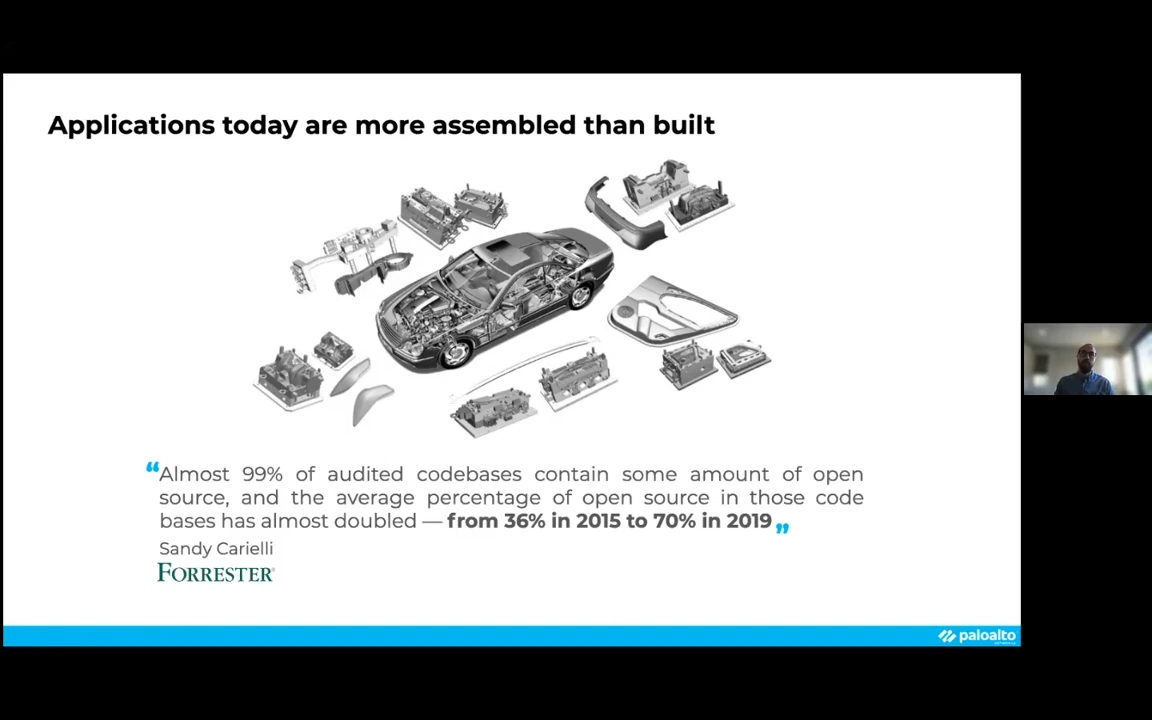 Applications today are more assembled than built
“Almost 99% of audited codebases contain some amount of open
source, and the average percentage of open source in those code
bases has almost doubled — from 36% in 2015 to 70% in 2019”
Sandy Carielli
FORRESTER®
paloalto